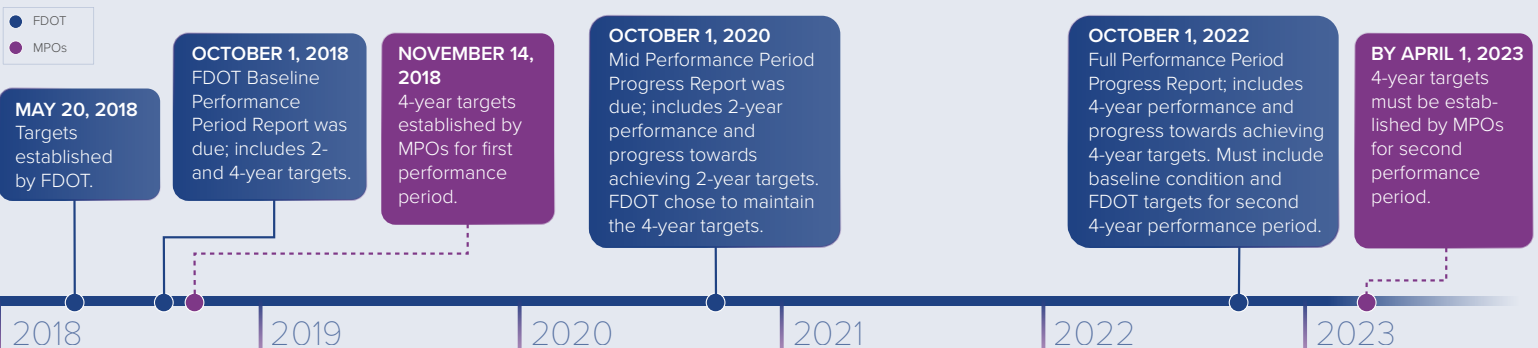 FDOT
MPOs
MAY 20, 2018
Targets
established
by FDOT.
OCTOBER 1, 2018
FDOT Baseline
Performance
Period Report was
due; includes 2-
and 4-year targets.
NOVEMBER 14,
2018
4-year targets
established by
MPOs for first
performance
period.
OCTOBER 1, 2020
Mid Performance Period
Progress Report was
due; includes 2-year
performance and
progress towards
achieving 2-year targets.
FDOT chose to maintain
the 4-year targets.
OCTOBER 1, 2022
Full Performance Period
Progress Report; includes
4-year performance and
progress towards achieving
4-year targets. Must include
baseline condition and
FDOT targets for second
4-year performance period.
BY APRIL 1, 2023
4-year targets
must be estab-
lished by MPOs
for second
performance
period.
2018
2019
2020
2021
2022
2023